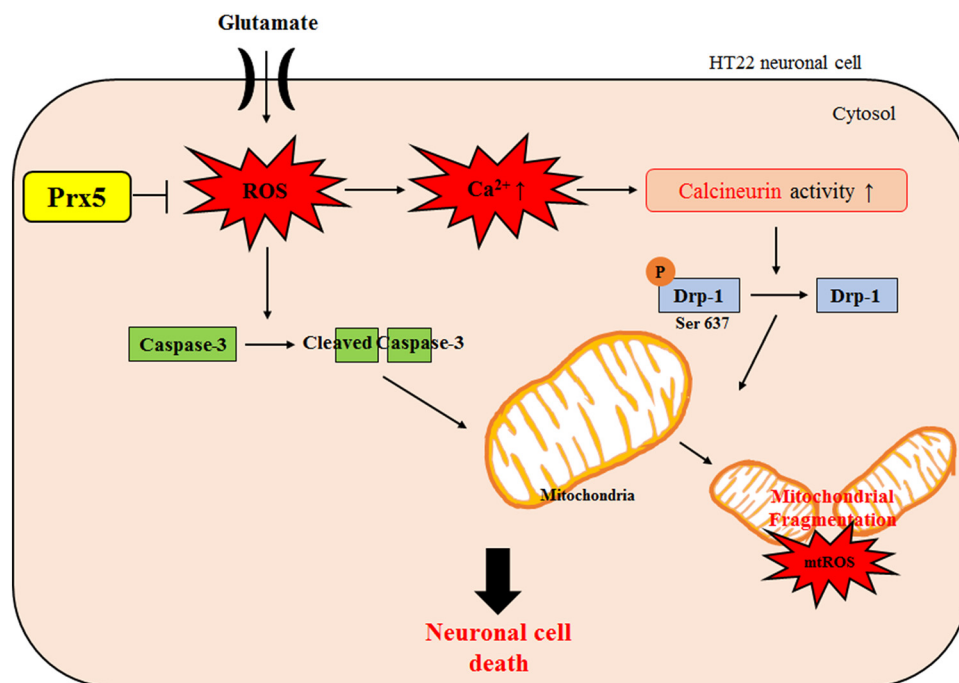 Glutamate
HT22 neuronal cell
Cytosol
Prx5
ROS
Ca²⁺ ↑
Calcineurin activity ↑
P
Drp-1
Ser 637
Drp-1
Caspase-3
Cleaved Caspase-3
Mitochondria
Mitochondrial
Fragmentation
mtROS
Neuronal cell
death